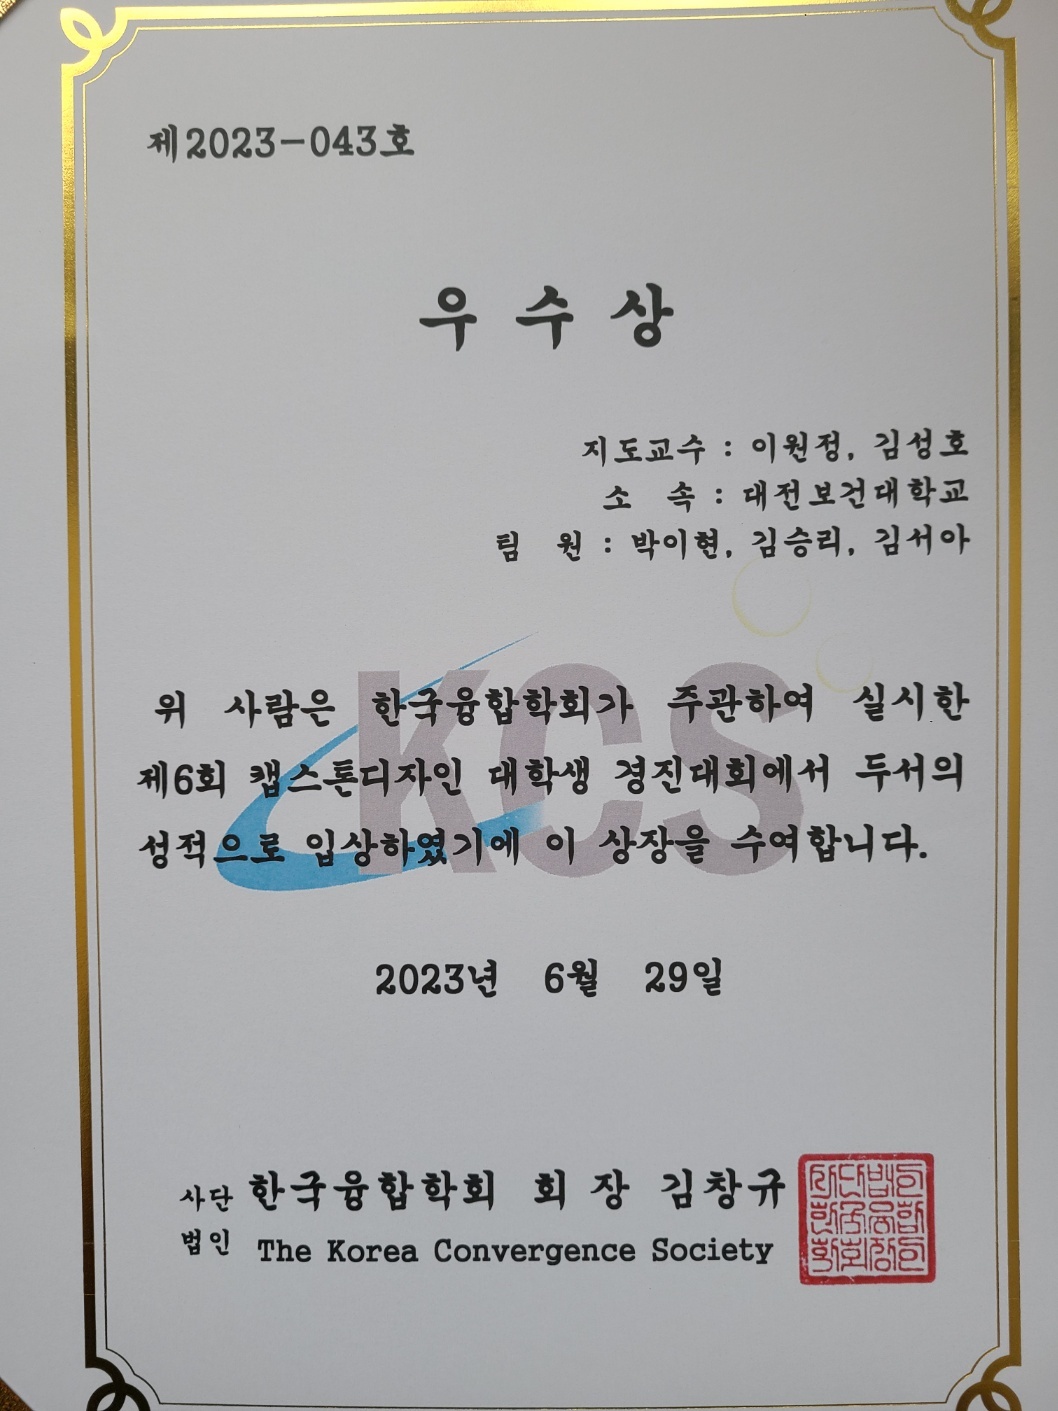 제2023-043호
우 수 상
지도교수 : 이원정, 김성호
소 속 : 대전보건대학교
팀 원 : 박이현, 김승리, 김서아
KCS
위 사람은 한국융합학회가 주관하여 실시한
제6회 캡스톤디자인 대학생 경진대회에서 두서의
성적으로 입상하였기에 이 상장을 수여합니다.
2023년 6월 29일
사단 한국융합학회 회 장 김창규
법인 The Korea Convergence Society